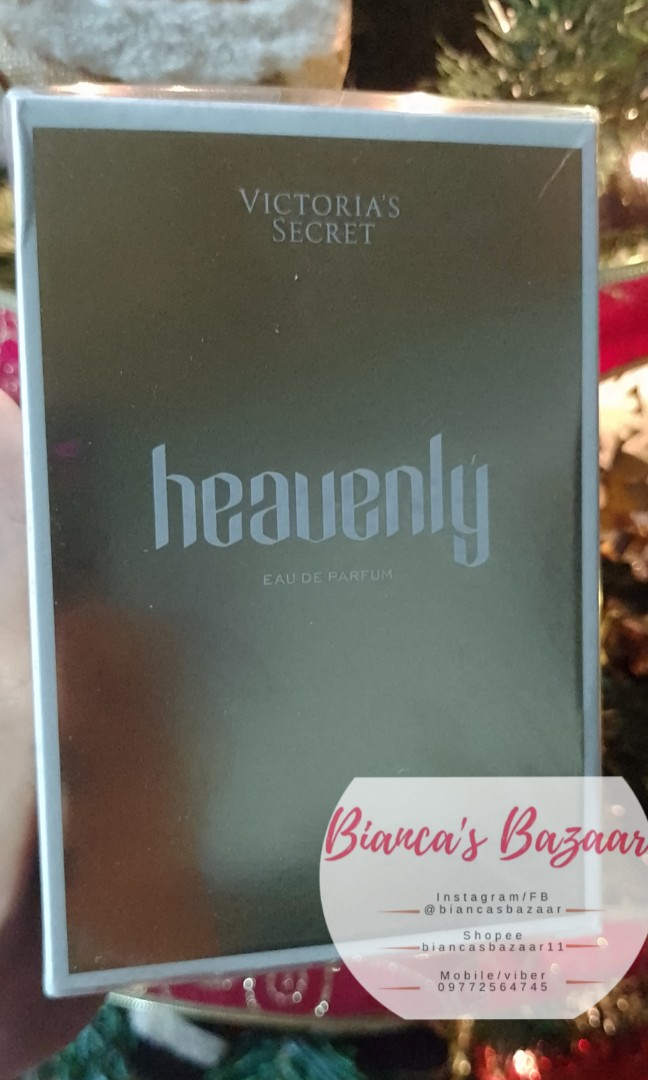 VICTORIA'S
SECRET
heavenly
EAU DE PARFUM
Bianca's Bazaar
Instagram/FB
@biancasbazaar
Shopee
biancasbazaar11
Mobile/viber
09772564745